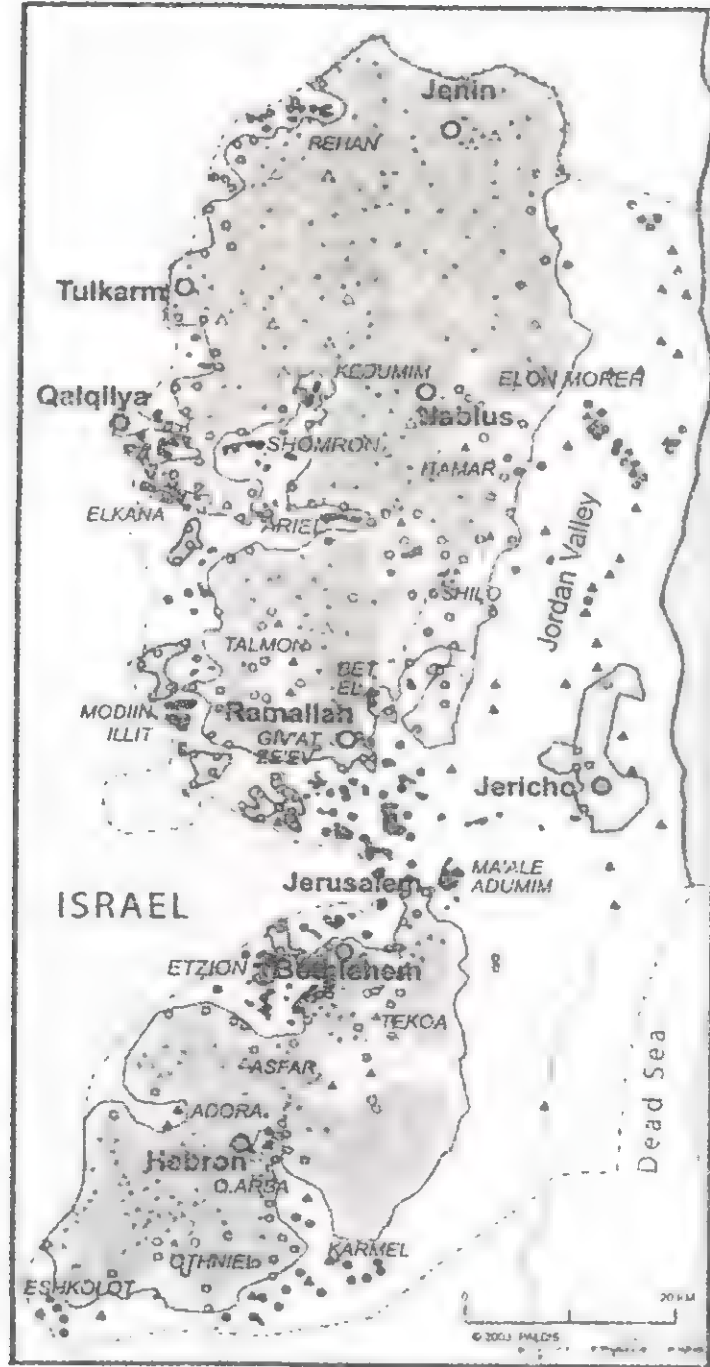 Jenin
REHAN
Tulkarm
KEDUMIM
ELON MOREH
Qalqilya
Nablus
SHOMRON
ITAMAR
ELKANA
ARIEL
Jordan Valley
SHILO
TALMON
BET
EL
MODIIN
ILLIT
Ramallah
GIV'AT
ZE'EV
Jericho
Jerusalem
MA'ALE
ADUMIM
ISRAEL
ETZION
Bethlehem
TEKOA
ASFAR
ADORA
Dead Sea
Hebron
Q.ARBA
KARMEL
OTHNIEL
ESHKOLOT
0
20 KM
© 2003